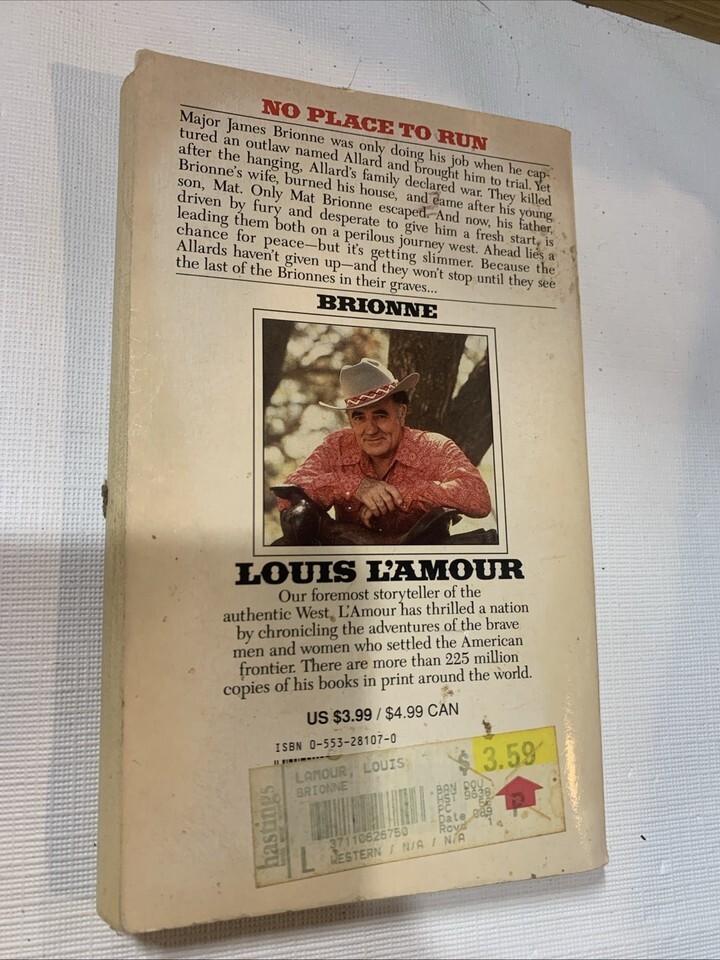 NO PLACE TO RUN
Major James Brionne was only doing his job when he cap-
tured an outlaw named Allard and brought him to trial. Yet
after the hanging, Allard's family declared war. They killed
Brionne's wife, burned his house, and came after his young
son, Mat. Only Mat Brionne escaped. And now, his father,
driven by fury and desperate to give him a fresh start, is
leading them both on a perilous journey west. Ahead lies a
chance for peace—but it's getting slimmer. Because the
Allards haven't given up—and they won't stop until they see
the last of the Brionnes in their graves...
BRIONNE
LOUIS L'AMOUR
Our foremost storyteller of the
authentic West, L'Amour has thrilled a nation
by chronicling the adventures of the brave
men and women who settled the American
frontier. There are more than 225 million
copies of his books in print around the world.
US $3.99 / $4.99 CAN
ISBN 0-553-28107-0
hastings
LAMOUR, LOUIS
$ 3.59
BRIONNE
BAN DOU
PC
Date
P
37110626750
L WESTERN / N/A / N/A